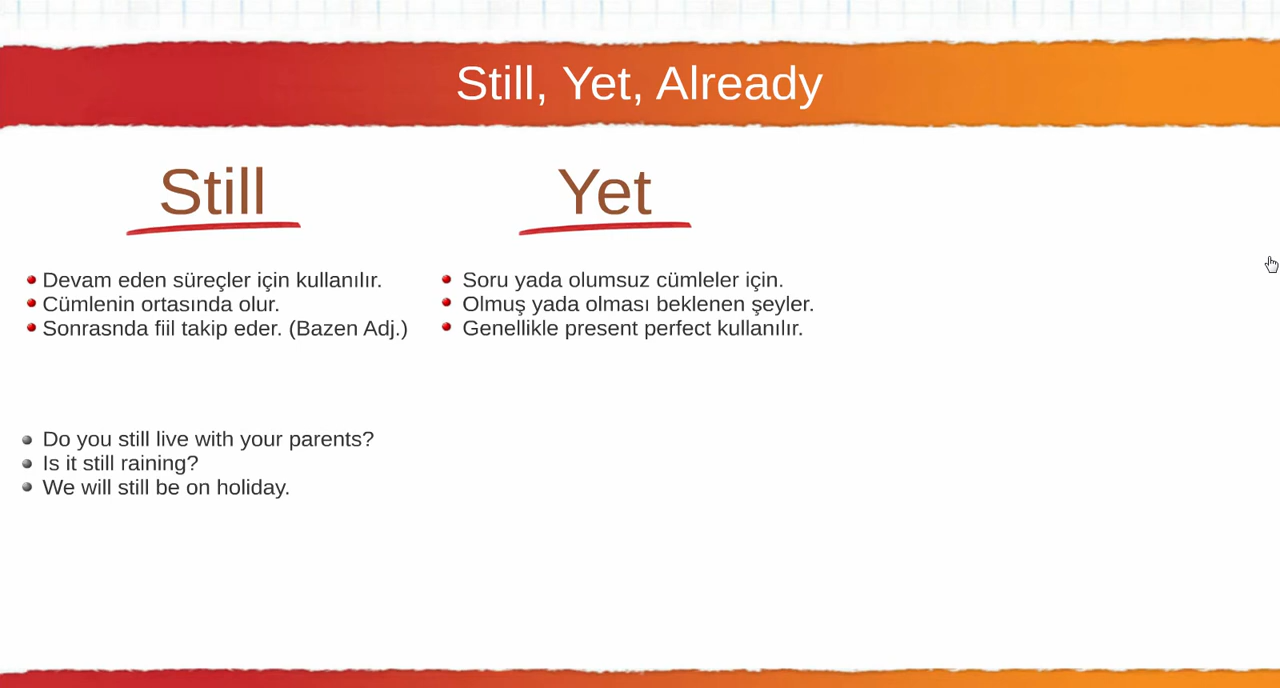 Still, Yet, Already
Still
Devam eden süreçler için kullanılır.
Cümlenin ortasında olur.
Sonrasnda fiil takip eder. (Bazen Adj.)
Do you still live with your parents?
Is it still raining?
We will still be on holiday.
Yet
Soru yada olumsuz cümleler için.
Olmuş yada olması beklenen şeyler.
Genellikle present perfect kullanılır.